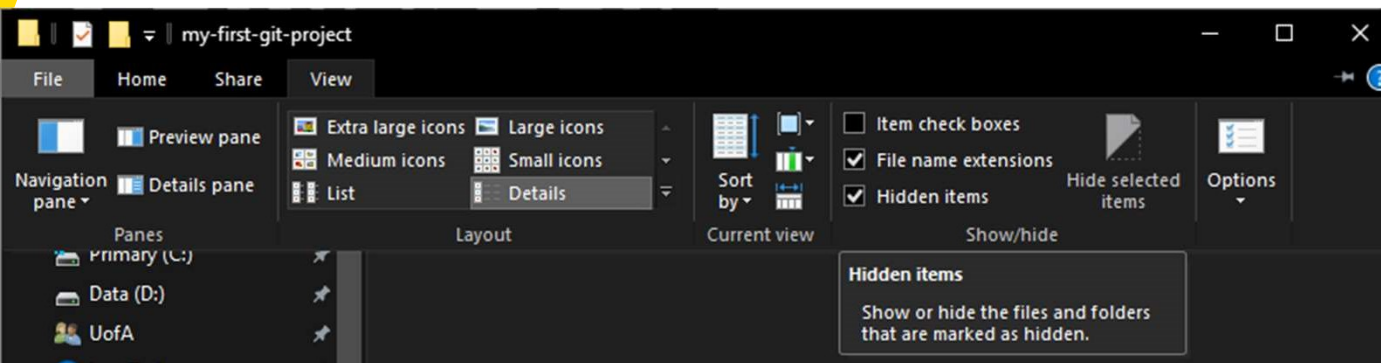 my-first-git-project
File Home Share View
Navigation pane
Preview pane
Details pane
Extra large icons Large icons
Medium icons Small icons
List Details
Sort by
Item check boxes
File name extensions
Hidden items
Hide selected items
Options
Panes Layout Current view Show/hide
Primary (C:)
Data (D:)
UofA
Hidden items
Show or hide the files and folders
that are marked as hidden.